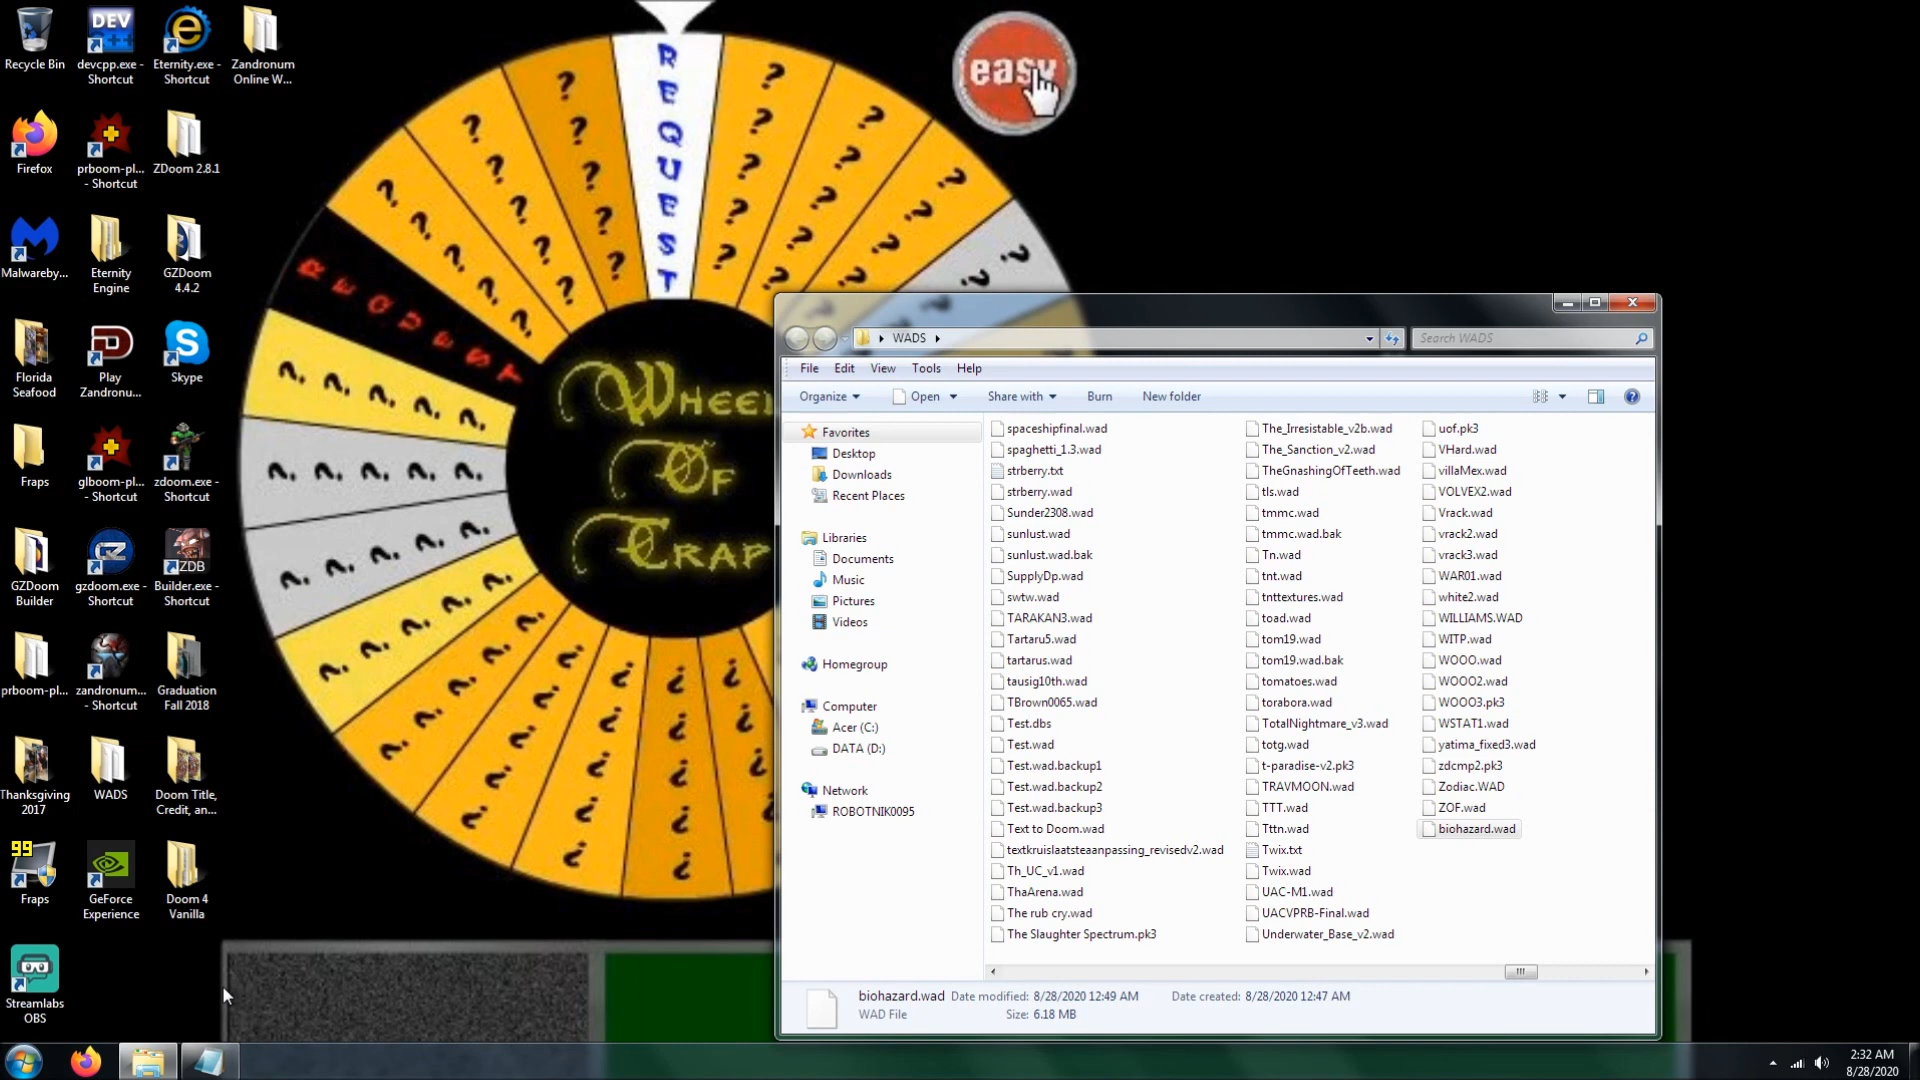 Recycle Bin
devcpp.exe -
Shortcut
Eternity.exe -
Shortcut
Zandronum
Online W...
Firefox
prboom-pl...
- Shortcut
ZDoom 2.8.1
Malwareby...
Eternity
Engine
GZDoom
4.4.2
Florida
Seafood
Play
Zandronu...
Skype
Fraps
glboom-pl...
- Shortcut
zdoom.exe -
Shortcut
GZDoom
Builder
gzdoom.exe -
Shortcut
Builder.exe -
Shortcut
prboom-pl...
zandronum...
- Shortcut
Graduation
Fall 2018
Thanksgiving
2017
WADS
Doom Title,
Credit, an...
99
Fraps
GeForce
Experience
Doom 4
Vanilla
Streamlabs
OBS
DEV
ZDB
REQUEST
REQUEST
? ? ? ? ?
easy
WHEEL
OF
CRAP
WADS
Search WADS
File Edit View Tools Help
Organize Open Share with Burn New folder
Favorites
Desktop
Downloads
Recent Places
Libraries
Documents
Music
Pictures
Videos
Homegroup
Computer
Acer (C:)
DATA (D:)
Network
ROBOTNIK0095
spaceshipfinal.wad
spaghetti_1.3.wad
strberry.txt
strberry.wad
Sunder2308.wad
sunlust.wad
sunlust.wad.bak
SupplyDp.wad
swtw.wad
TARAKAN3.wad
Tartaru5.wad
tartarus.wad
tausig10th.wad
TBrown0065.wad
Test.dbs
Test.wad
Test.wad.backup1
Test.wad.backup2
Test.wad.backup3
Text to Doom.wad
textkruislaatsteaanpassing_revisedv2.wad
Th_UC_v1.wad
ThaArena.wad
The rub cry.wad
The Slaughter Spectrum.pk3
The_Irresistable_v2b.wad
The_Sanction_v2.wad
TheGnashingOfTeeth.wad
tls.wad
tmmc.wad
tmmc.wad.bak
Tn.wad
tnt.wad
tnttextures.wad
toad.wad
tom19.wad
tom19.wad.bak
tomatoes.wad
torabora.wad
TotalNightmare_v3.wad
totg.wad
t-paradise-v2.pk3
TRAVMOON.wad
TTT.wad
Tttn.wad
Twix.txt
Twix.wad
UAC-M1.wad
UACVPRB-Final.wad
Underwater_Base_v2.wad
uof.pk3
VHard.wad
villaMex.wad
VOLVEX2.wad
Vrack.wad
vrack2.wad
vrack3.wad
WAR01.wad
white2.wad
WILLIAMS.WAD
WITP.wad
WOOO.wad
WOOO2.wad
WOOO3.pk3
WSTAT1.wad
yatima_fixed3.wad
zdcmp2.pk3
Zodiac.WAD
ZOF.wad
biohazard.wad
biohazard.wad Date modified: 8/28/2020 12:49 AM Date created: 8/28/2020 12:47 AM
WAD File Size: 6.18 MB
2:32 AM
8/28/2020